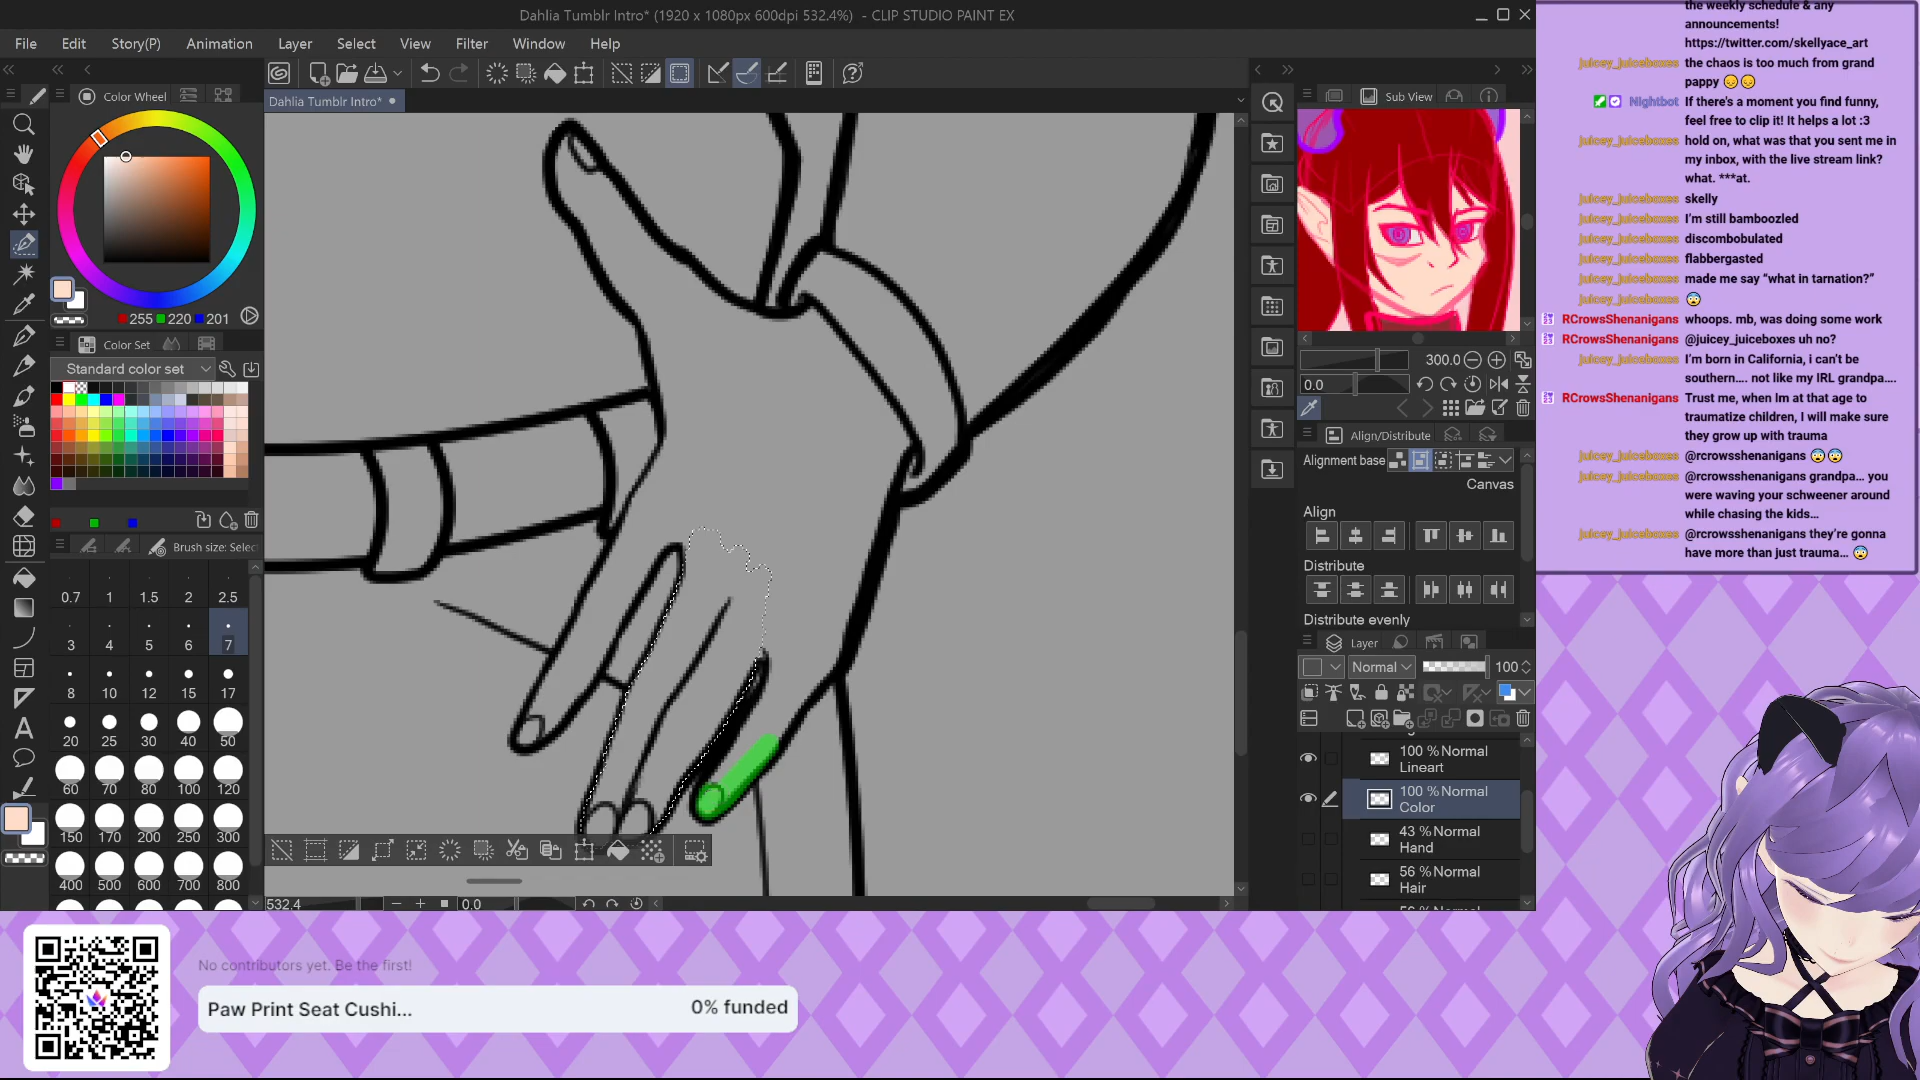 Dahlia Tumblr Intro* (1920 x 1080px 600dpi 532.4%) - CLIP STUDIO PAINT EX
File Edit Story(P) Animation Layer Select View Filter Window Help
Dahlia Tumblr Intro*
Color Wheel
255 220 201
Color Set
Standard color set
Brush size: Selec
0.7 1 1.5 2 2.5
3 4 5 6 7
8 10 12 15 17
20 25 30 40 50
60 70 80 100 120
150 170 200 250 300
400 500 600 700 800
532.4 0.0
Sub View
300.0
0.0
Align/Distribute
Alignment base
Canvas
Align
Distribute
Distribute evenly
Layer
Normal 100
100 % Normal
Lineart
100 % Normal
Color
43 % Normal
Hand
56 % Normal
Hair
the weekly schedule & any
announcements!
https://twitter.com/skellyace_art
juicey_juiceboxes the chaos is too much from grand
pappy 😔😔
Nightbot If there's a moment you find funny,
feel free to clip it! It helps a lot :3
juicey_juiceboxes hold on, what was that you sent me in
my inbox, with the live stream link?
what. ***at.
juicey_juiceboxes skelly
juicey_juiceboxes I'm still bamboozled
juicey_juiceboxes discombobulated
juicey_juiceboxes flabbergasted
juicey_juiceboxes made me say “what in tarnation?”
juicey_juiceboxes 😨
RCrowsShenanigans whoops. mb, was doing some work
RCrowsShenanigans @juicey_juiceboxes uh no?
juicey_juiceboxes I'm born in California, i can't be
southern.... not like my IRL grandpa....
RCrowsShenanigans Trust me, when Im at that age to
traumatize children, I will make sure
they grow up with trauma
juicey_juiceboxes @rcrowsshenanigans 😨😨
juicey_juiceboxes @rcrowsshenanigans grandpa... you
were waving your schweener around
while chasing the kids...
juicey_juiceboxes @rcrowsshenanigans they're gonna
have more than just trauma... 😨
No contributors yet. Be the first!
Paw Print Seat Cushi... 0% funded